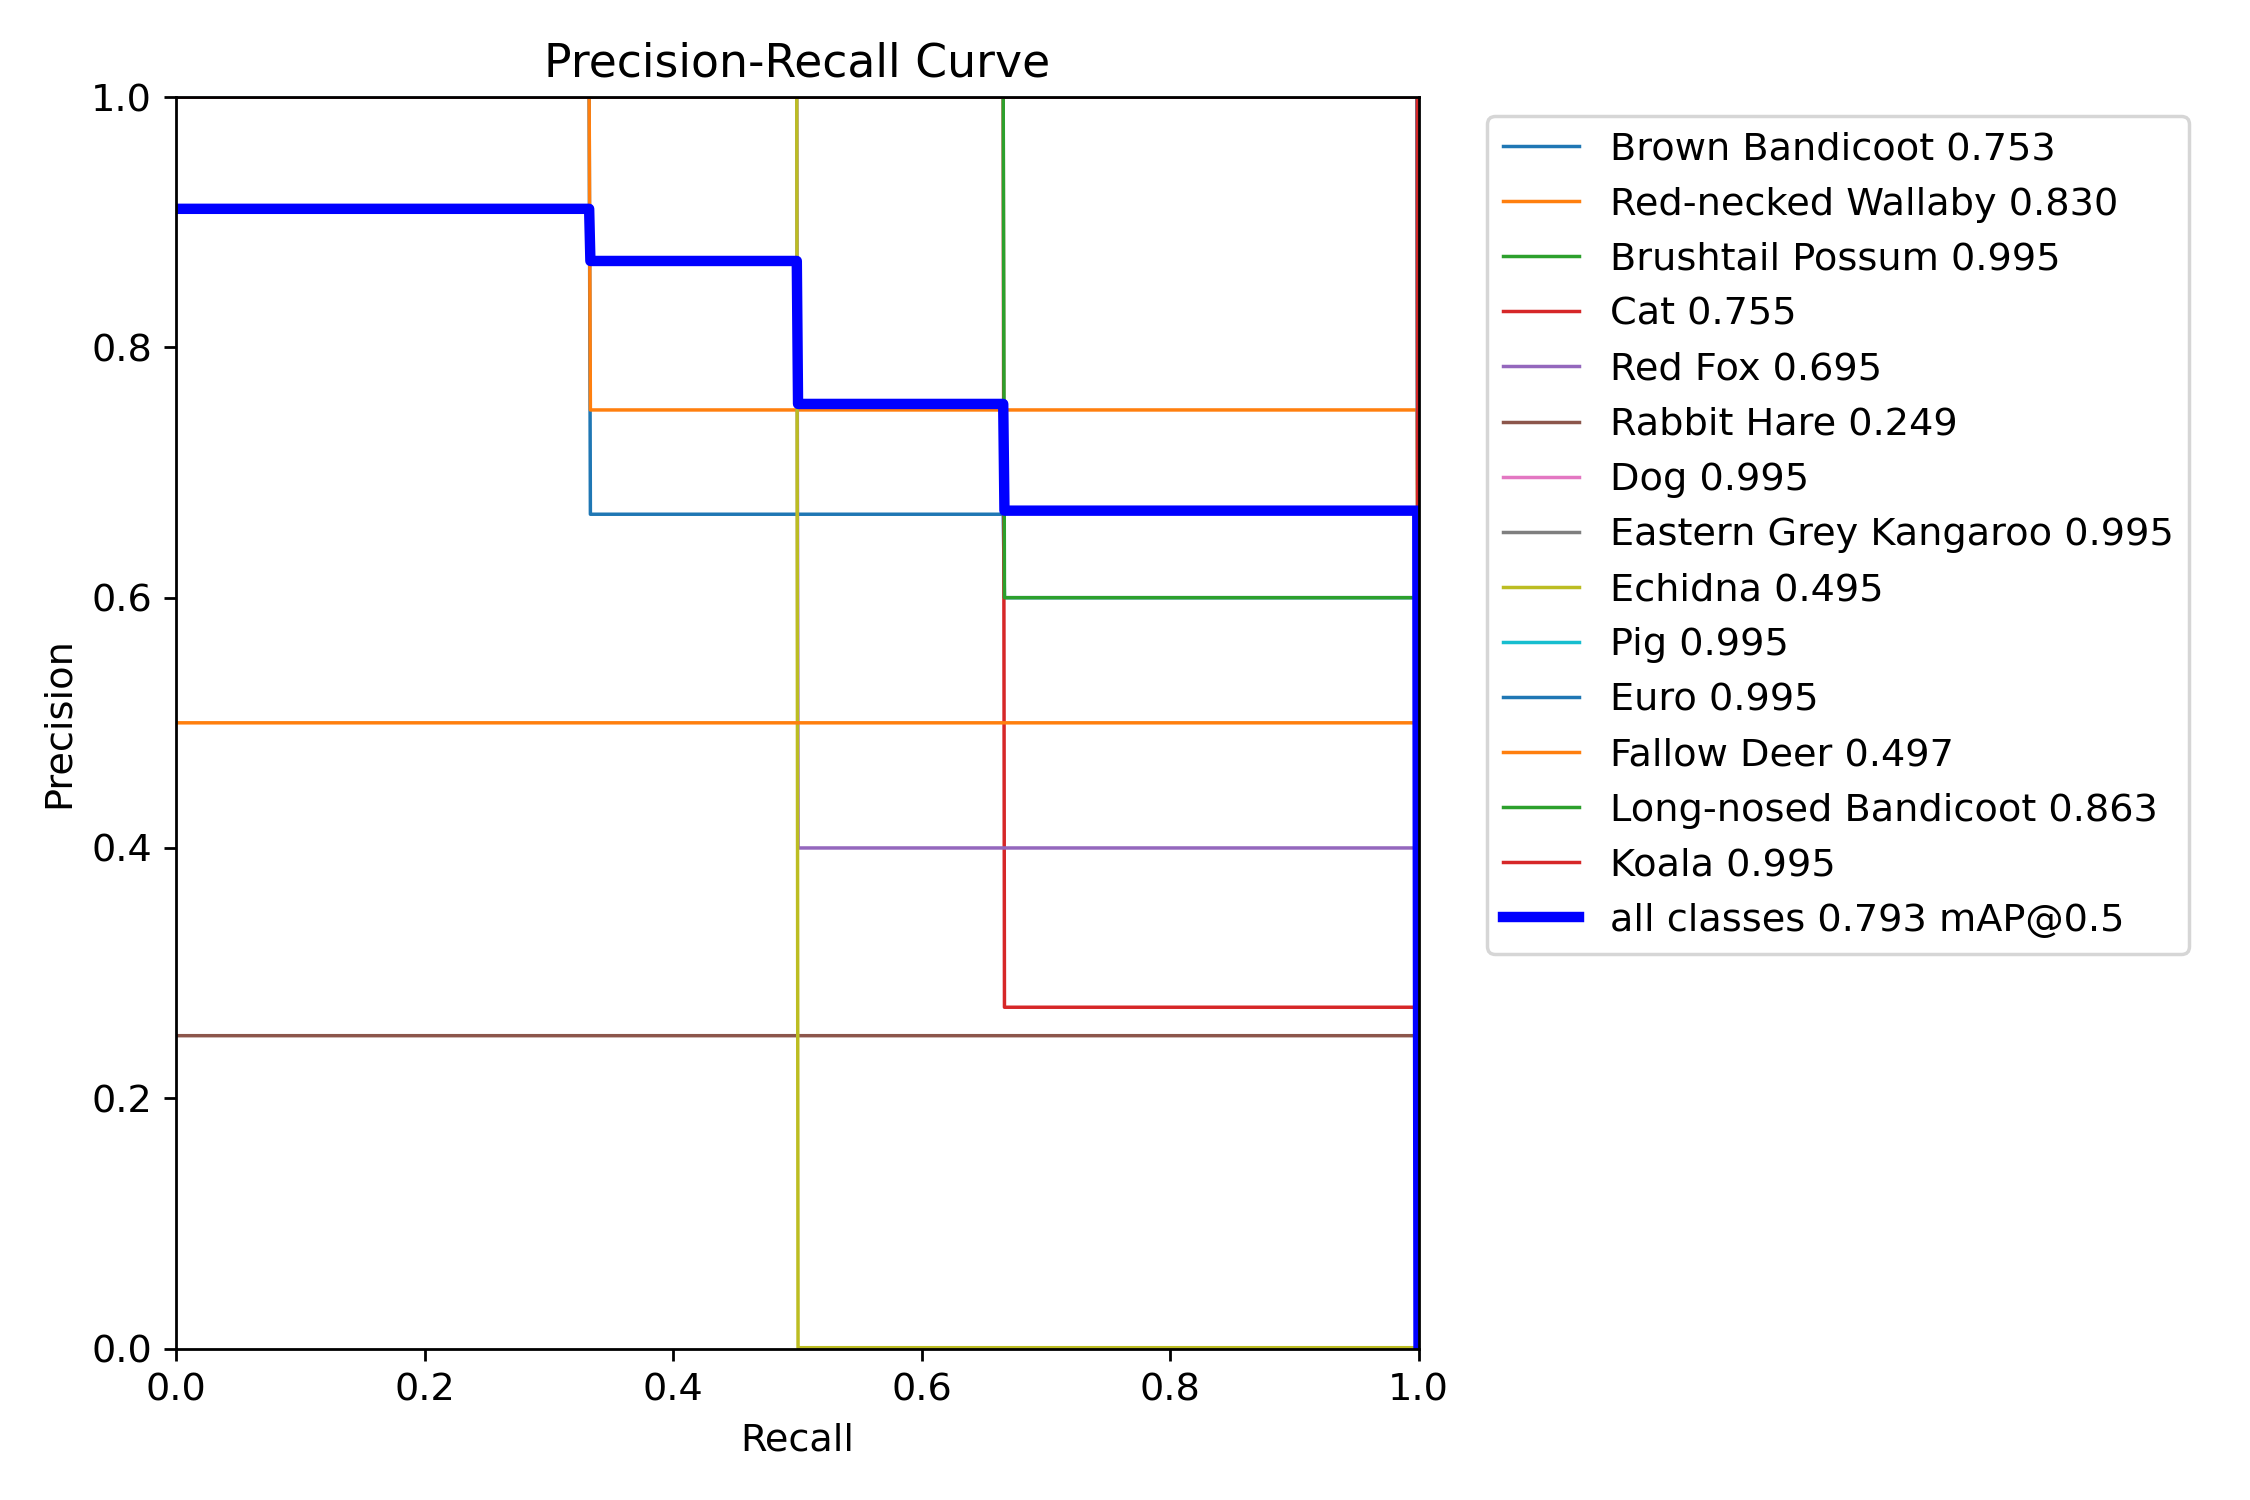 Precision-Recall Curve
1.0
0.8
0.6
0.4
0.2
0.0
Precision
0.0 0.2 0.4 0.6 0.8 1.0
Recall
Brown Bandicoot 0.753
Red-necked Wallaby 0.830
Brushtail Possum 0.995
Cat 0.755
Red Fox 0.695
Rabbit Hare 0.249
Dog 0.995
Eastern Grey Kangaroo 0.995
Echidna 0.495
Pig 0.995
Euro 0.995
Fallow Deer 0.497
Long-nosed Bandicoot 0.863
Koala 0.995
all classes 0.793 mAP@0.5